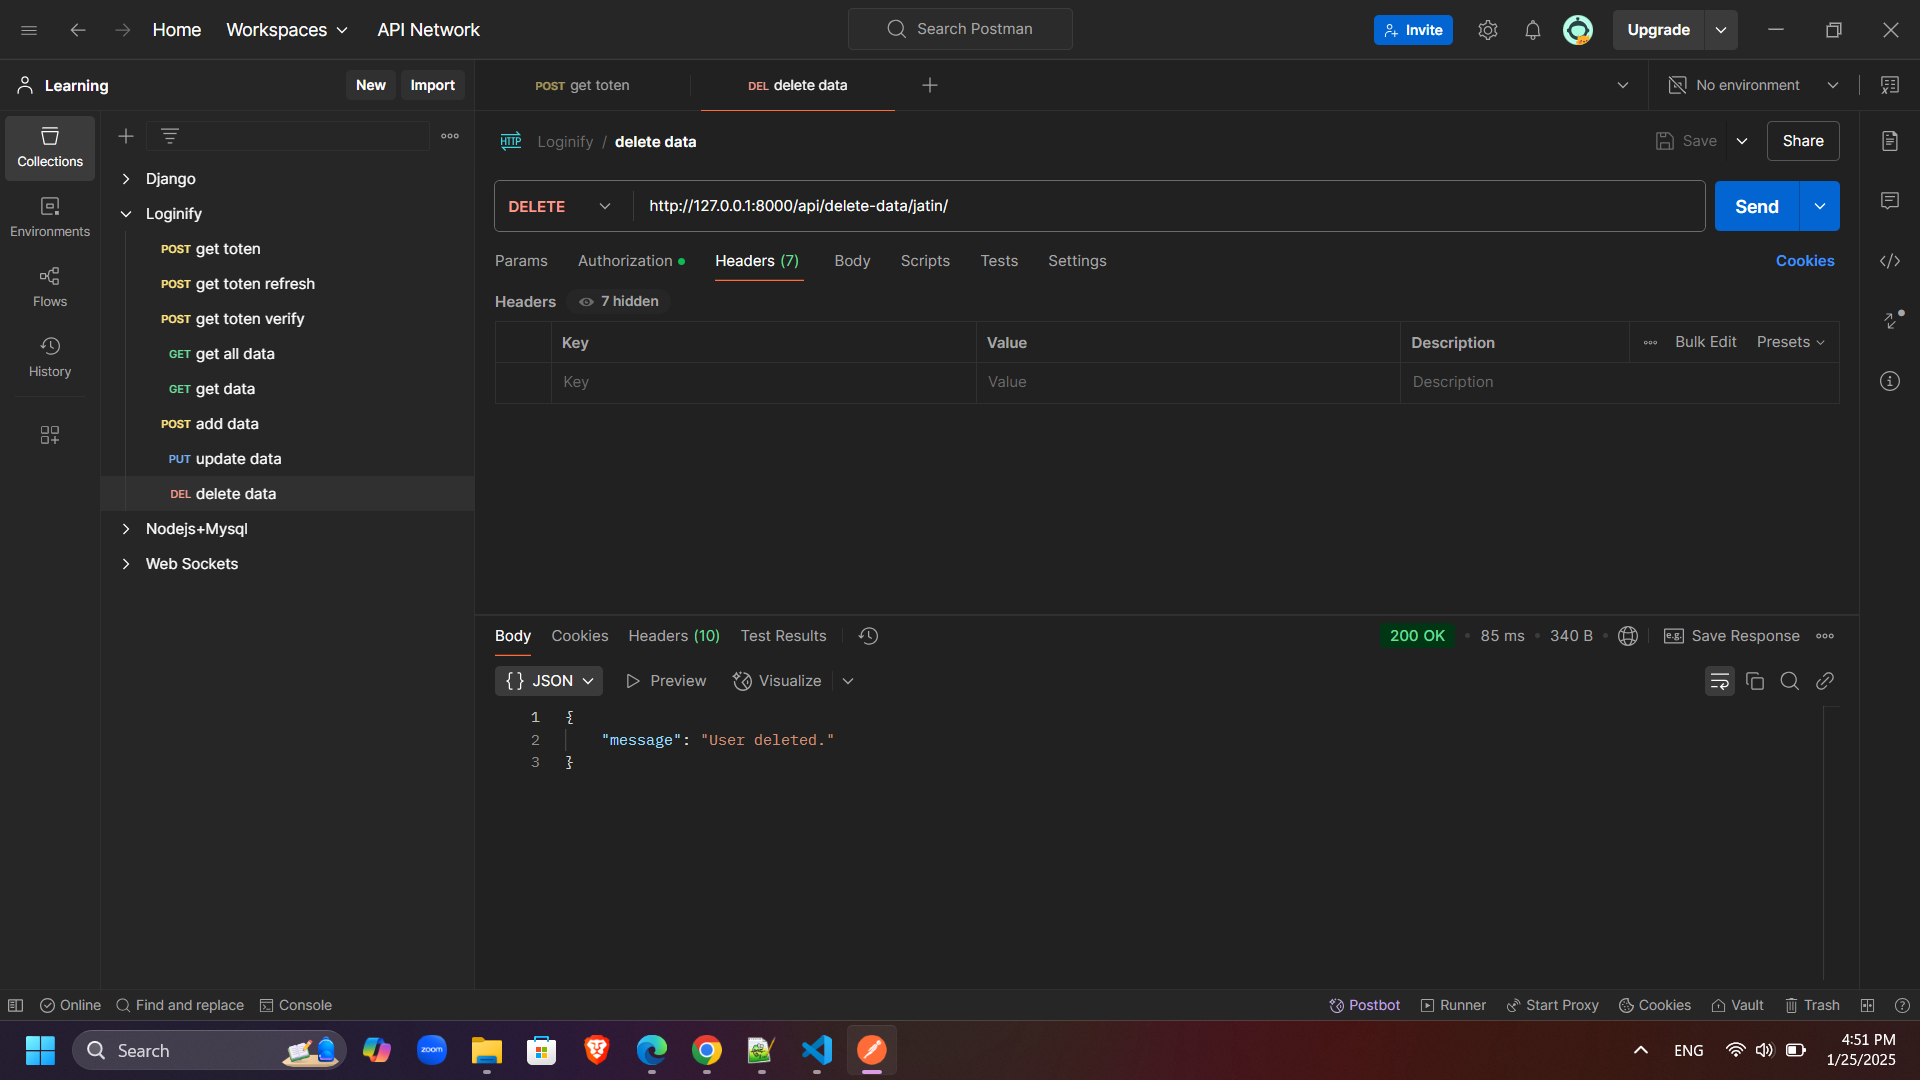 Home
Workspaces
API Network
Search Postman
Invite
Upgrade
Learning
New
Import
POST get toten
DEL delete data
No environment
Collections
Environments
Flows
History
Django
Loginify
POST get toten
POST get toten refresh
POST get toten verify
GET get all data
GET get data
POST add data
PUT update data
DEL delete data
Nodejs+Mysql
Web Sockets
HTTP Loginify / delete data
Save
Share
DELETE
http://127.0.0.1:8000/api/delete-data/jatin/
Send
Params
Authorization
Headers (7)
Body
Scripts
Tests
Settings
Cookies
Headers
7 hidden
Key
Value
Description
Bulk Edit
Presets
Key
Value
Description
Body
Cookies
Headers (10)
Test Results
200 OK
85 ms
340 B
e.g. Save Response
{} JSON
Preview
Visualize
1 {
2 "message": "User deleted."
3 }
Online
Find and replace
Console
Postbot
Runner
Start Proxy
Cookies
Vault
Trash
Search
zoom
ENG
4:51 PM
1/25/2025